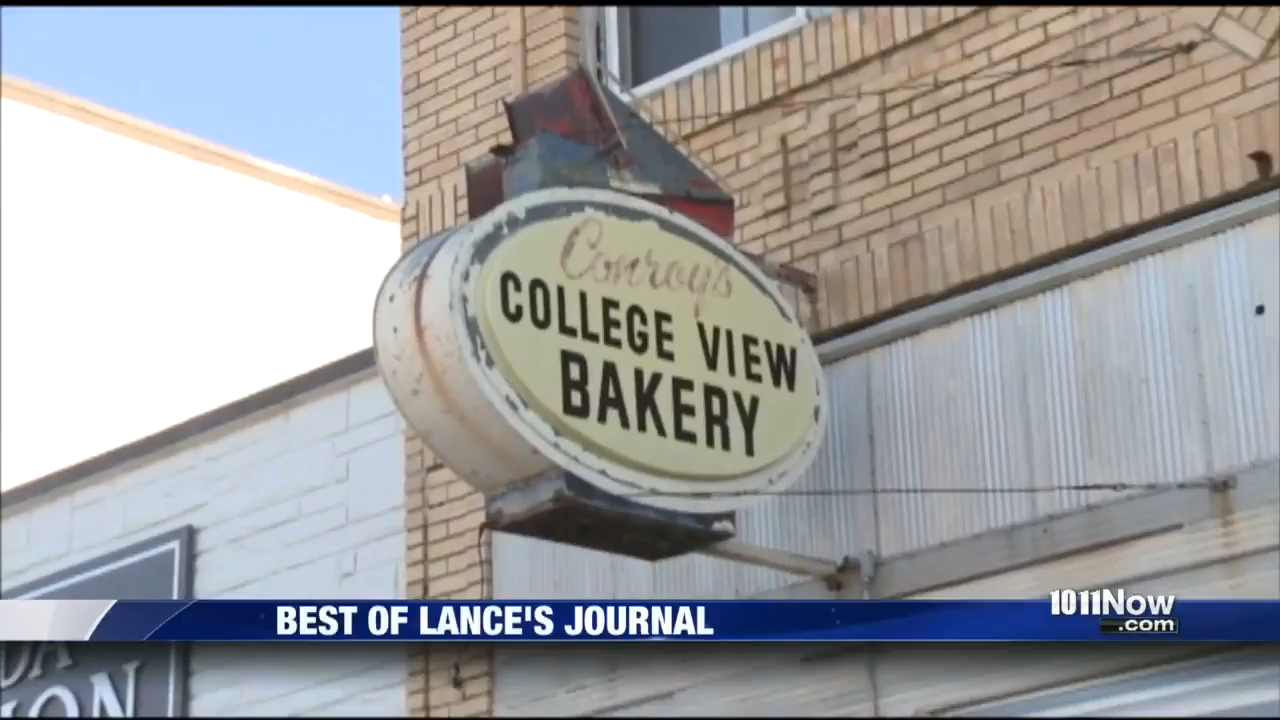 Conroy's
COLLEGE VIEW
BAKERY
BEST OF LANCE'S JOURNAL
1011Now
.com